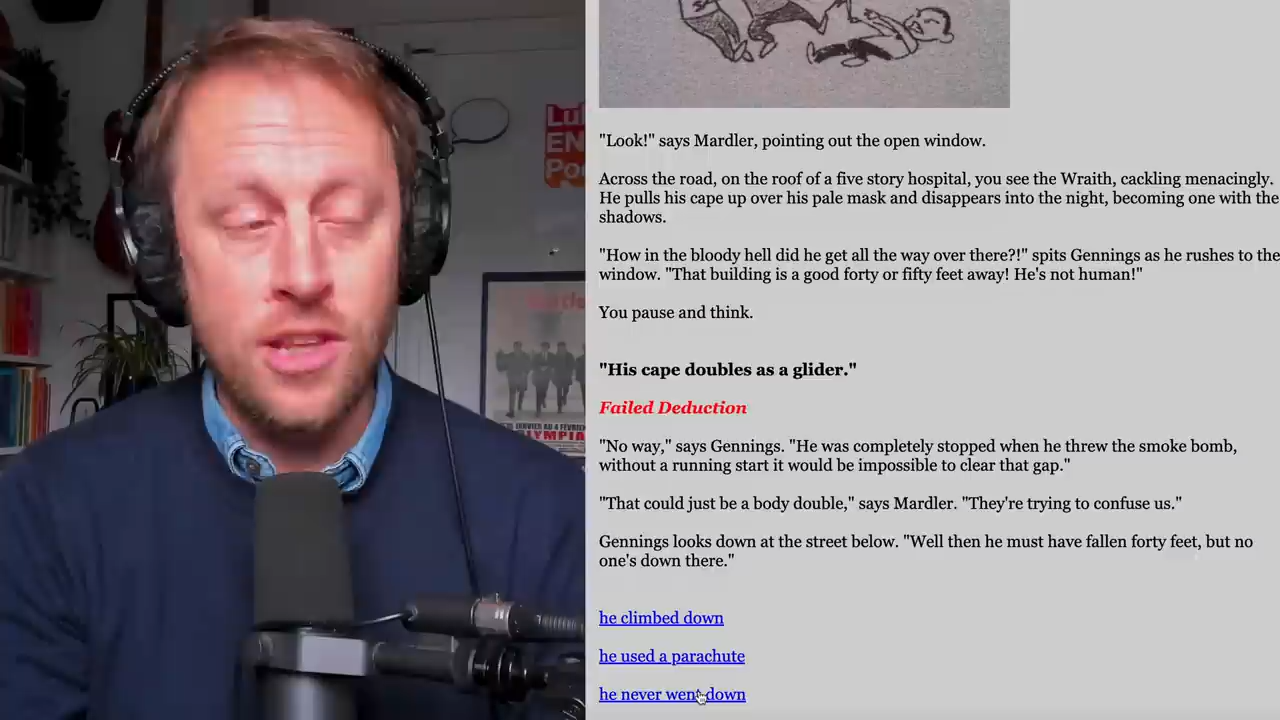 Lu
EN
Po
JANVIER AU 4 FÉVRIER
OLYMPIA
"Look!" says Mardler, pointing out the open window.
Across the road, on the roof of a five story hospital, you see the Wraith, cackling menacingly.
He pulls his cape up over his pale mask and disappears into the night, becoming one with the
shadows.
"How in the bloody hell did he get all the way over there?!" spits Gennings as he rushes to the
window. "That building is a good forty or fifty feet away! He's not human!"
You pause and think.
"His cape doubles as a glider."
Failed Deduction
"No way," says Gennings. "He was completely stopped when he threw the smoke bomb,
without a running start it would be impossible to clear that gap."
"That could just be a body double," says Mardler. "They're trying to confuse us."
Gennings looks down at the street below. "Well then he must have fallen forty feet, but no
one's down there."
he climbed down
he used a parachute
he never went down